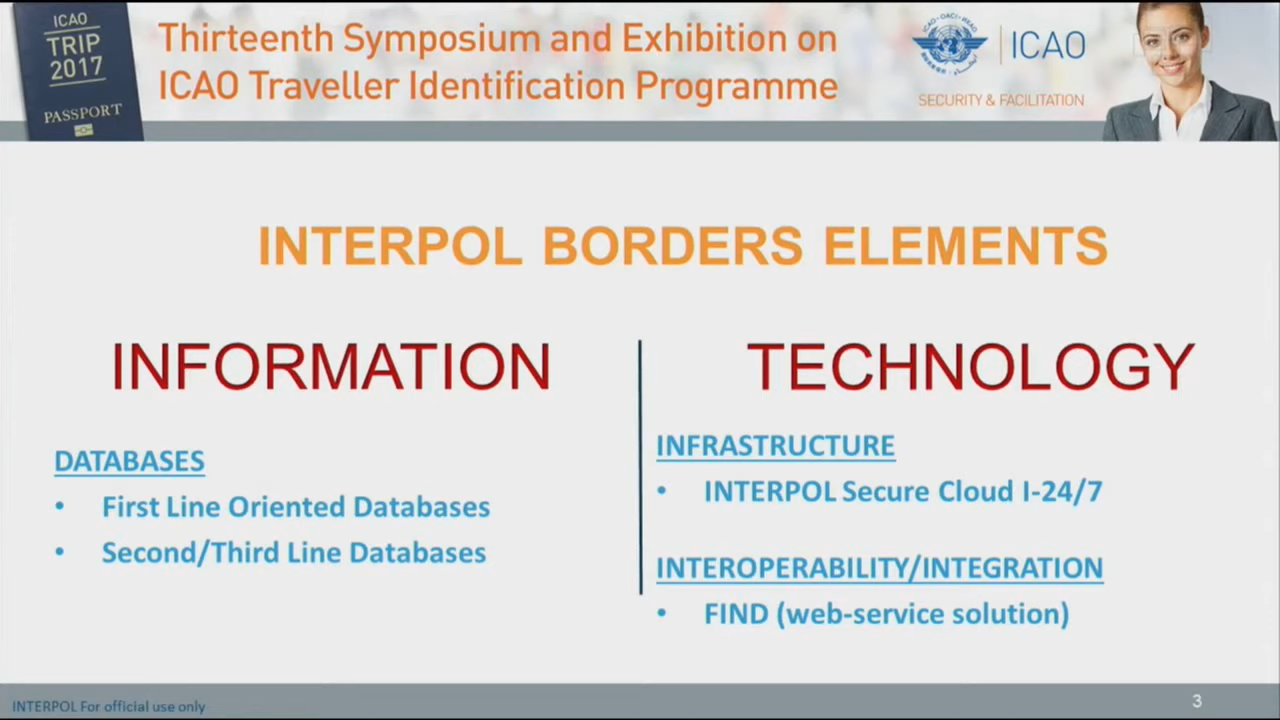 ICAO
TRIP
2017
PASSPORT
Thirteenth Symposium and Exhibition on
ICAO Traveller Identification Programme
ICAO
SECURITY & FACILITATION
INTERPOL BORDERS ELEMENTS
INFORMATION
DATABASES
• First Line Oriented Databases
• Second/Third Line Databases
TECHNOLOGY
INFRASTRUCTURE
• INTERPOL Secure Cloud I-24/7
INTEROPERABILITY/INTEGRATION
• FIND (web-service solution)
INTERPOL For official use only
3